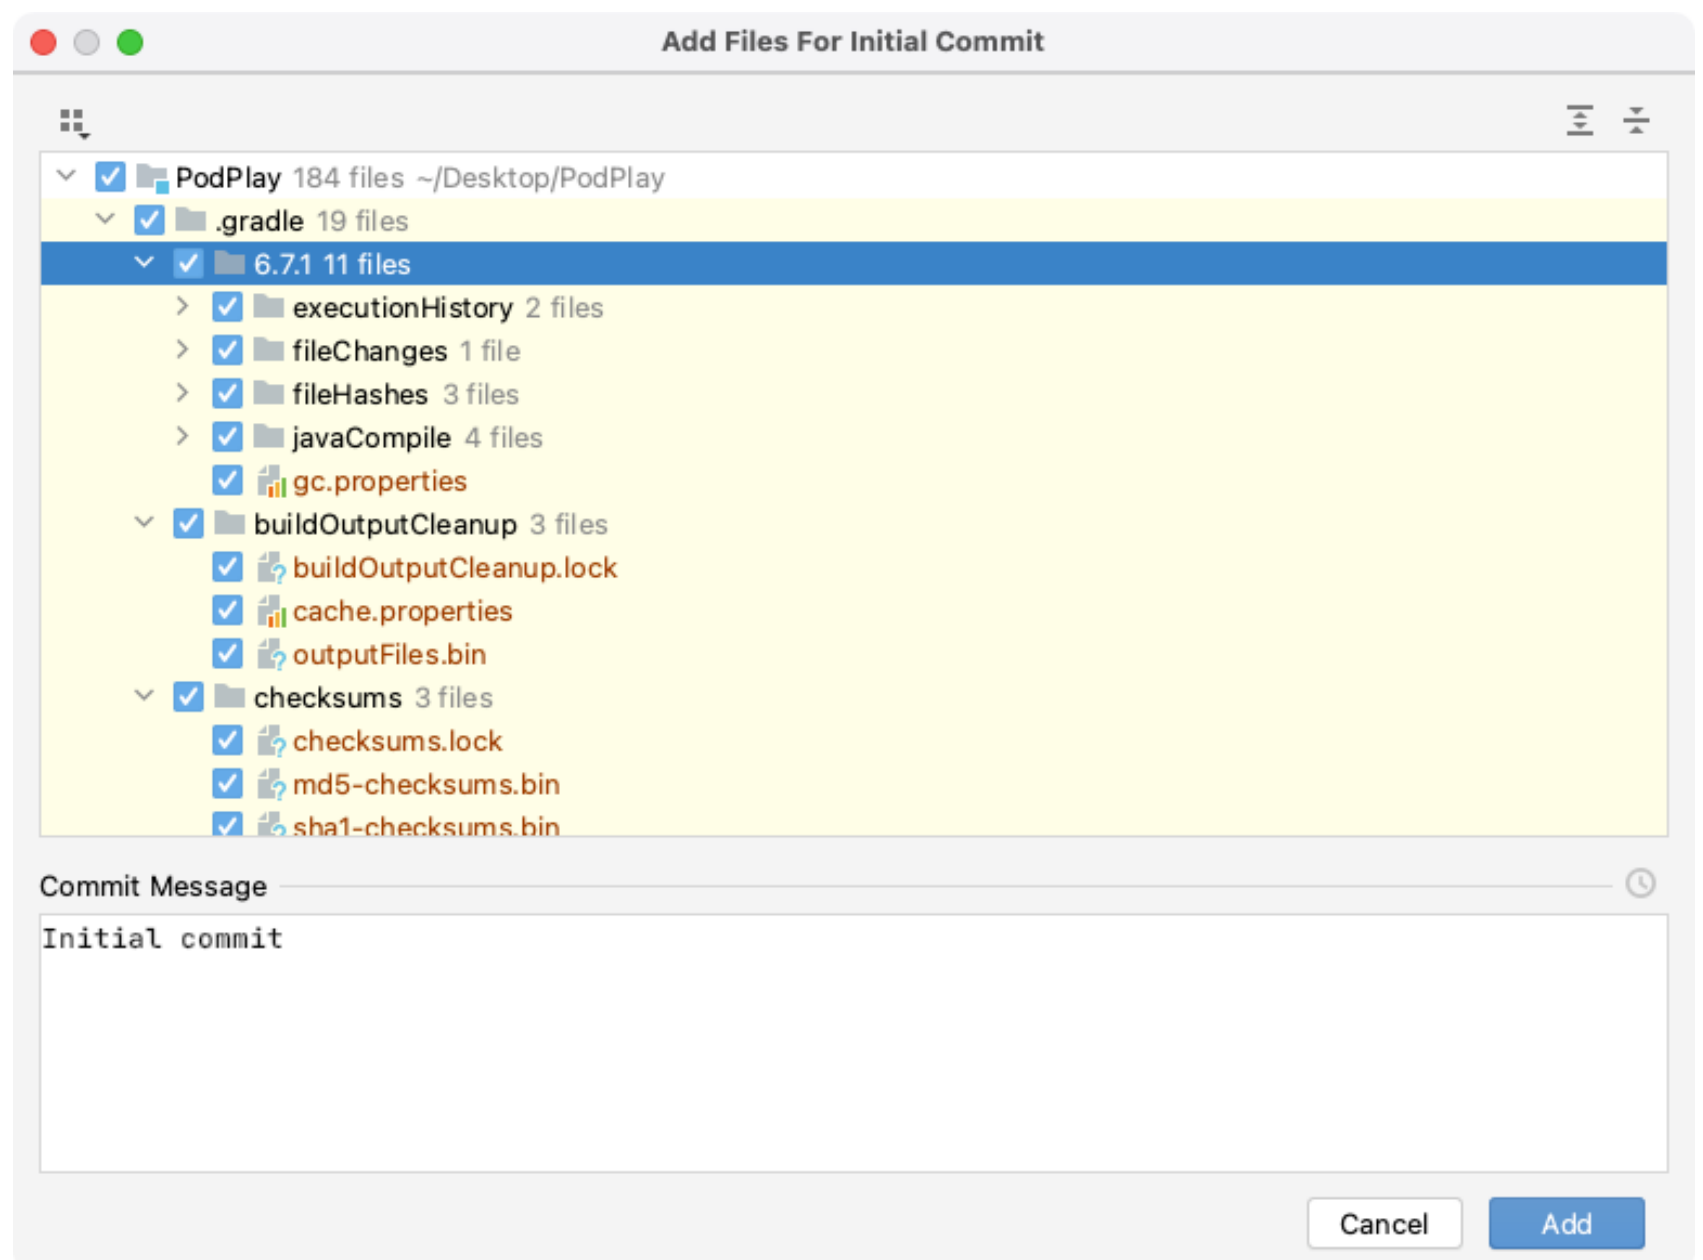 Add Files For Initial Commit
PodPlay 184 files ~/Desktop/PodPlay
.gradle 19 files
6.7.1 11 files
executionHistory 2 files
fileChanges 1 file
fileHashes 3 files
javaCompile 4 files
gc.properties
buildOutputCleanup 3 files
buildOutputCleanup.lock
cache.properties
outputFiles.bin
checksums 3 files
checksums.lock
md5-checksums.bin
sha1-checksums.bin
Commit Message
Initial commit
Cancel Add